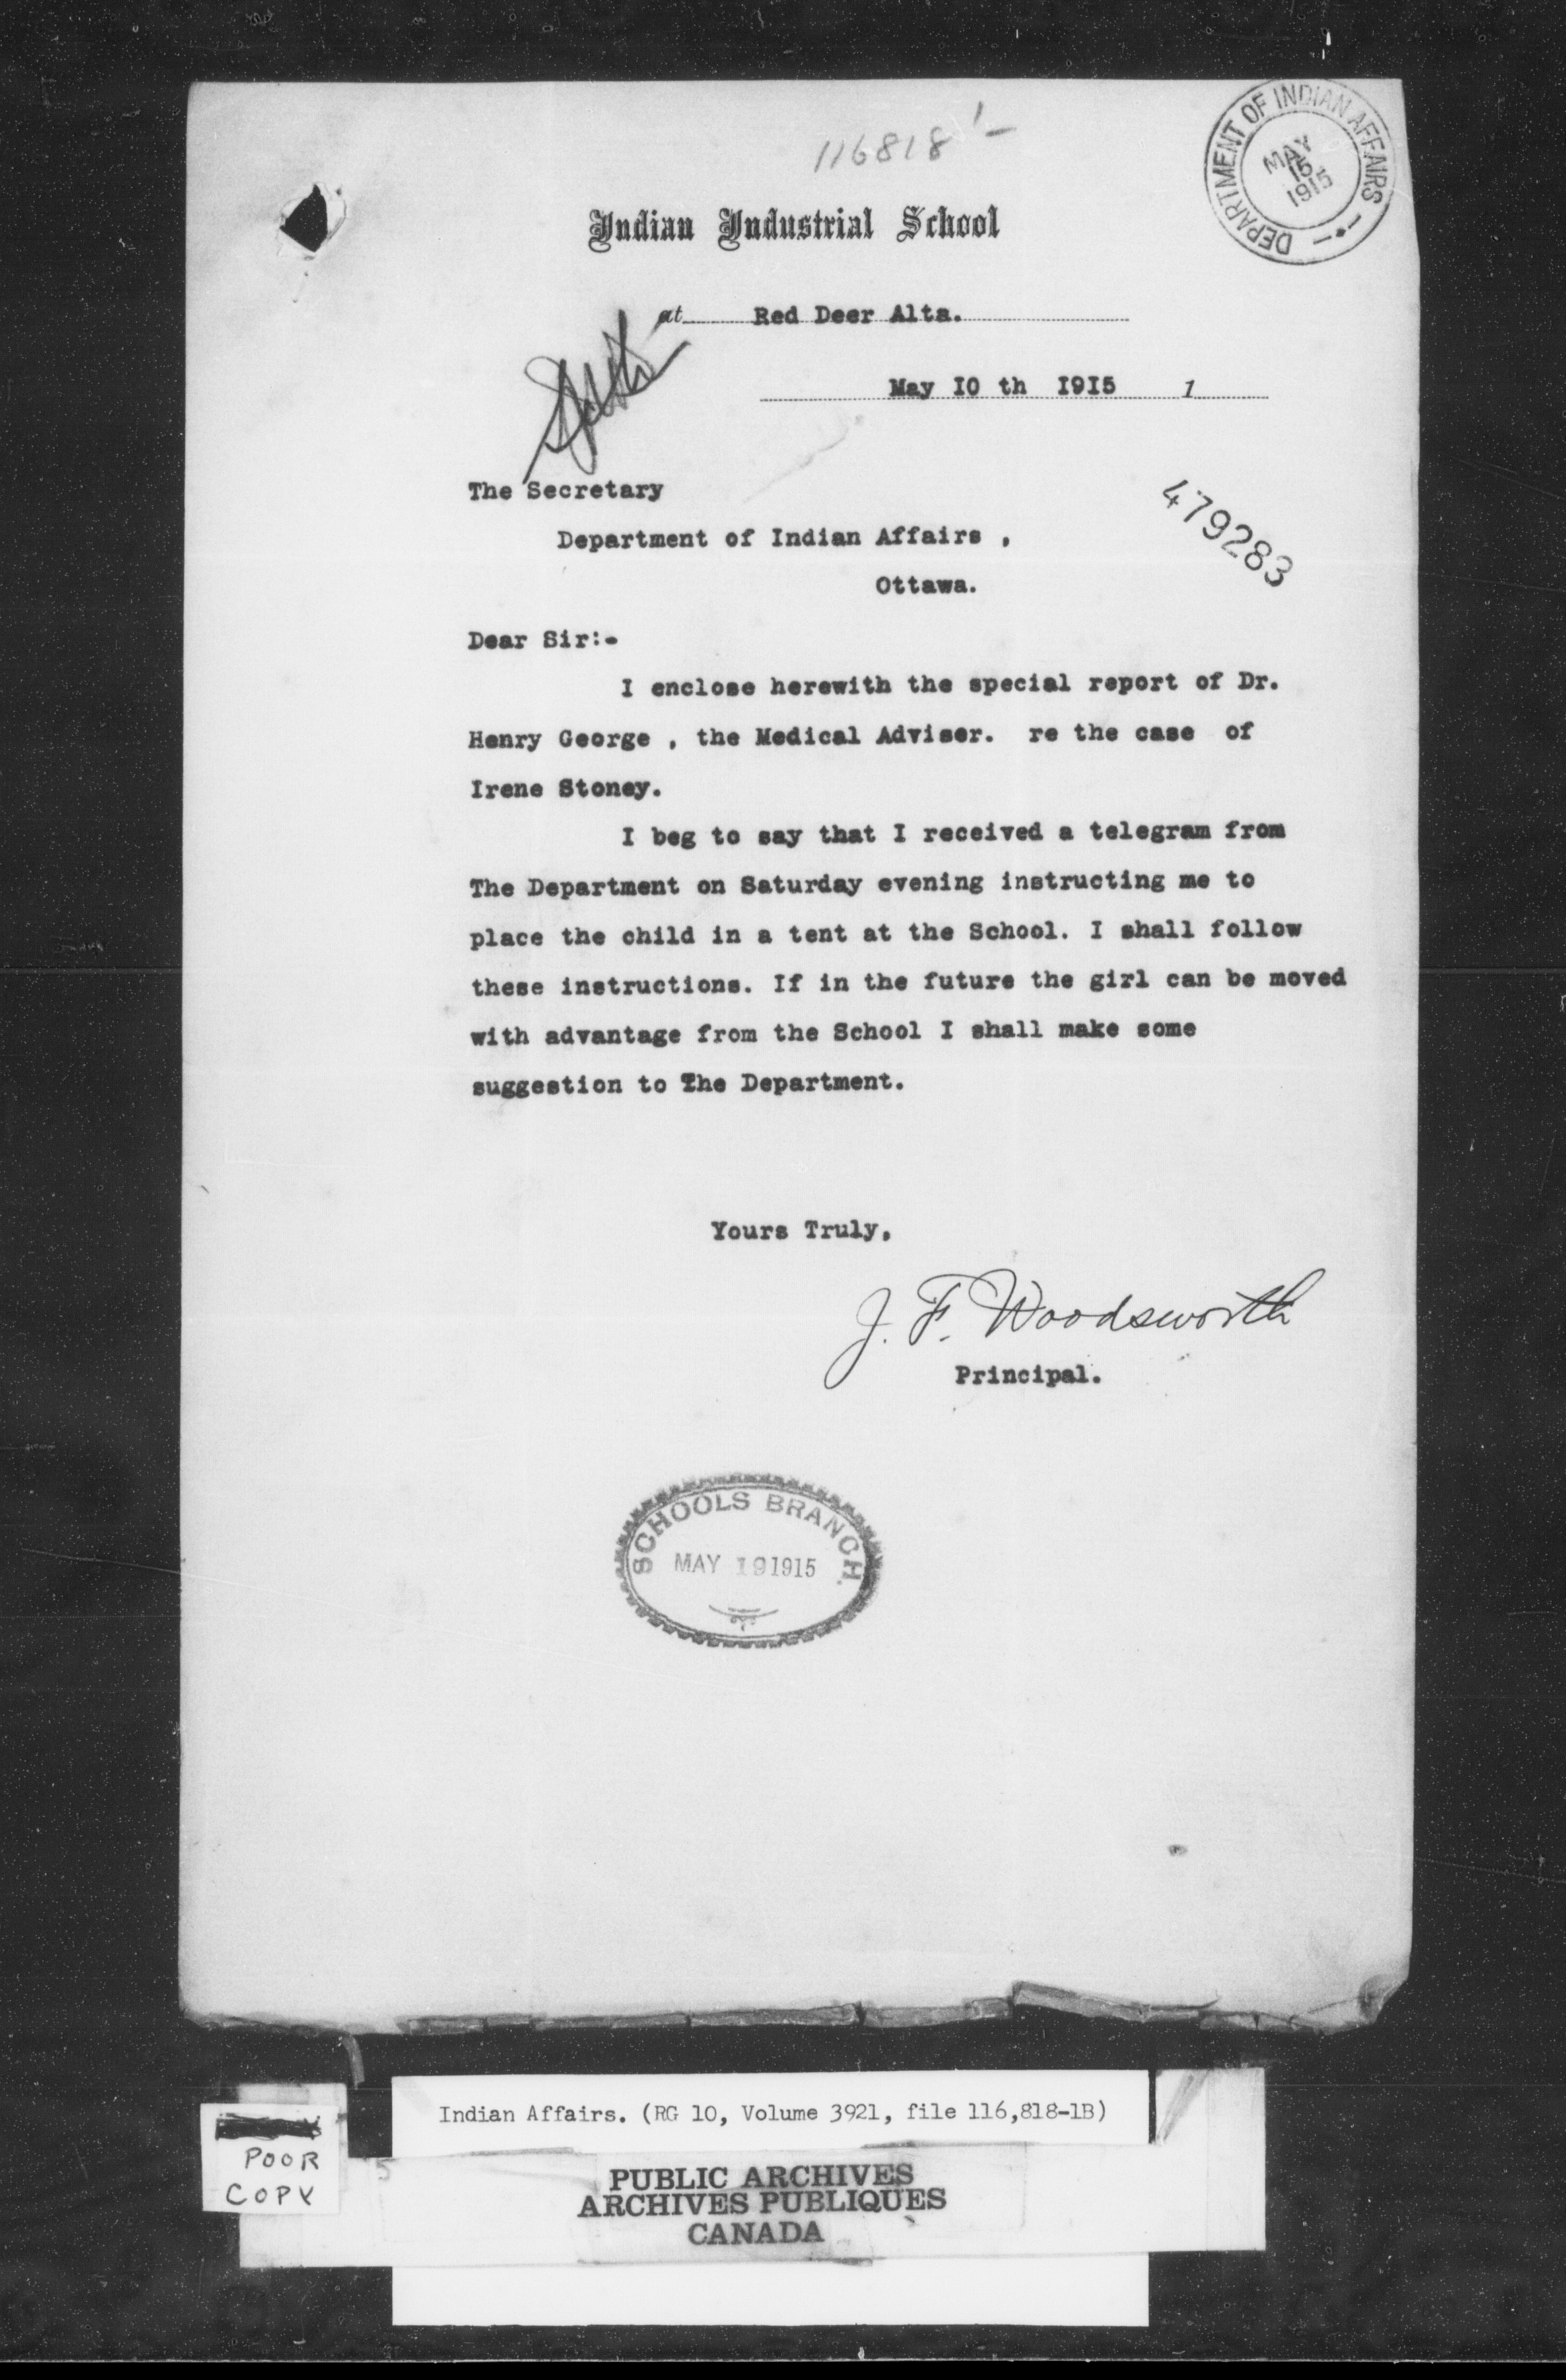 116818 1-
DEPARTMENT OF INDIAN AFFAIRS
MAY
15
1915
Indian Industrial School
at Red Deer Alta.
May I0 th I9I5 1
The Secretary
479283
Department of Indian Affairs ,
Ottawa.
Dear Sir:-
I enclose herewith the special report of Dr.
Henry George , the Medical Adviser. re the case of
Irene Stoney.
I beg to say that I received a telegram from
The Department on Saturday evening instructing me to
place the child in a tent at the School. I shall follow
these instructions. If in the future the girl can be moved
with advantage from the School I shall make some
suggestion to The Department.
Yours Truly,
J. F. Woodsworth
Principal.
SCHOOLS BRANCH.
MAY 19 1915
Indian Affairs. (RG 10, Volume 3921, file 116,818-1B)
POOR
COPY
5
PUBLIC ARCHIVES
ARCHIVES PUBLIQUES
CANADA